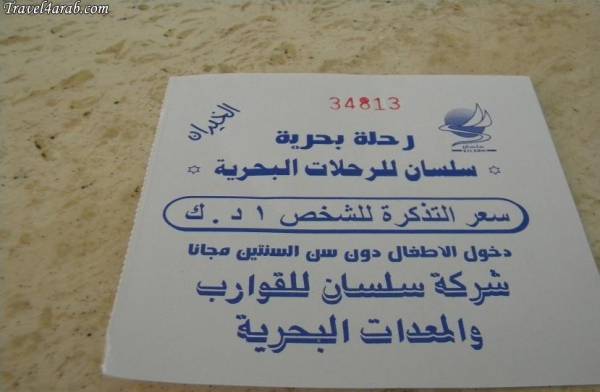 Travel4arab.com
34813
الخيران
رحلة بحرية
سلسان للرحلات البحرية
سعر التذكرة للشخص ١ د.ك
دخول الاطفال دون سن السنتين مجانا
شركة سلسان للقوارب
والمعدات البحرية